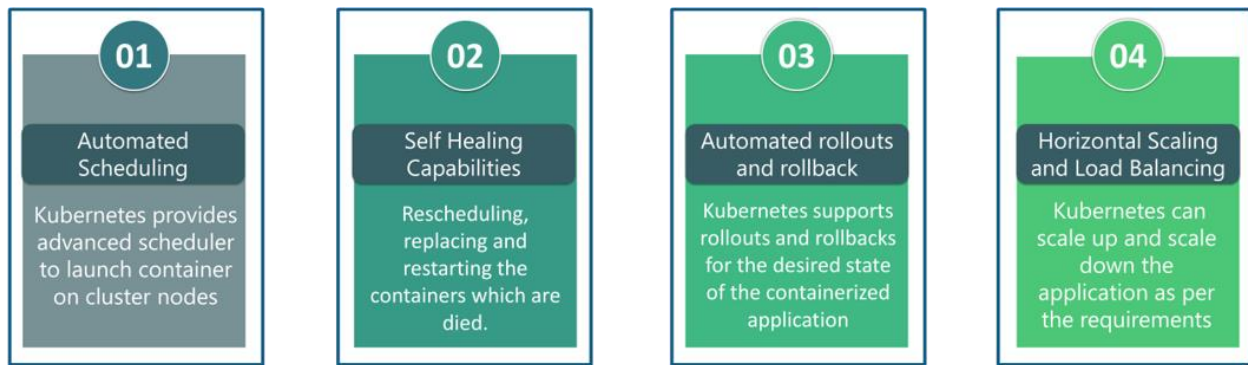 01
Automated
Scheduling
Kubernetes provides
advanced scheduler
to launch container
on cluster nodes
02
Self Healing
Capabilities
Rescheduling,
replacing and
restarting the
containers which are
died.
03
Automated rollouts
and rollback
Kubernetes supports
rollouts and rollbacks
for the desired state
of the containerized
application
04
Horizontal Scaling
and Load Balancing
Kubernetes can
scale up and scale
down the
application as per
the requirements